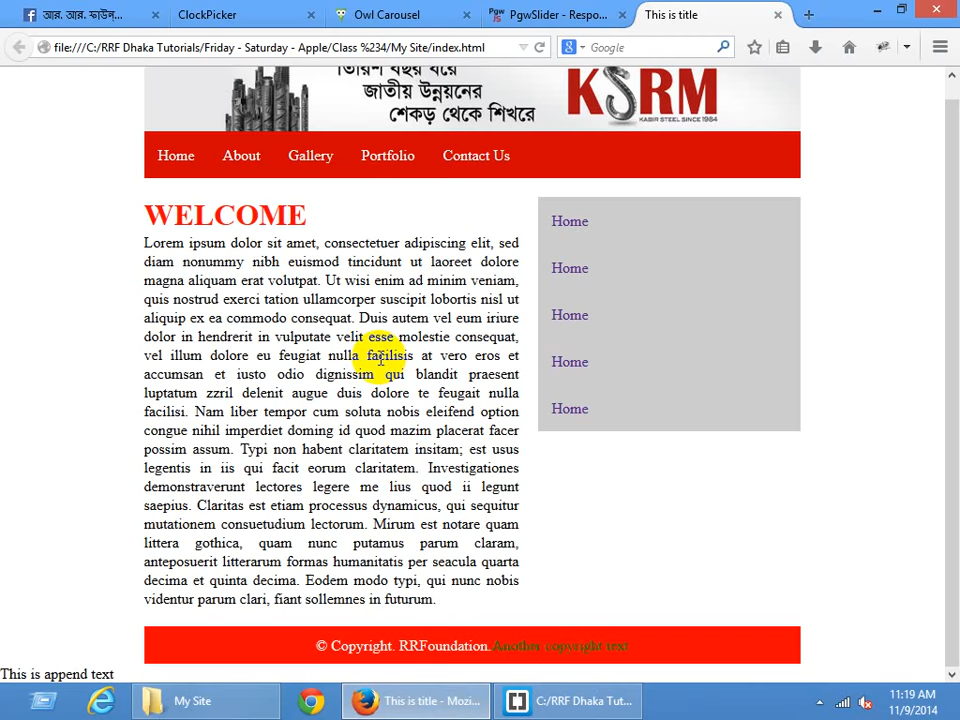 আর. আর. ফাউন্...
ClockPicker
Owl Carousel
PgwSlider - Respo...
This is title
file:///C:/RRF Dhaka Tutorials/Friday - Saturday - Apple/Class %234/My Site/index.html
Google
তিরিশ বছর ধরে
জাতীয় উন্নয়নের
শেকড় থেকে শিখরে
KSRM
KABIR STEEL SINCE 1984
Home About Gallery Portfolio Contact Us
WELCOME
Lorem ipsum dolor sit amet, consectetuer adipiscing elit, sed
diam nonummy nibh euismod tincidunt ut laoreet dolore
magna aliquam erat volutpat. Ut wisi enim ad minim veniam,
quis nostrud exerci tation ullamcorper suscipit lobortis nisl ut
aliquip ex ea commodo consequat. Duis autem vel eum iriure
dolor in hendrerit in vulputate velit esse molestie consequat,
vel illum dolore eu feugiat nulla facilisis at vero eros et
accumsan et iusto odio dignissim qui blandit praesent
luptatum zzril delenit augue duis dolore te feugait nulla
facilisi. Nam liber tempor cum soluta nobis eleifend option
congue nihil imperdiet doming id quod mazim placerat facer
possim assum. Typi non habent claritatem insitam; est usus
legentis in iis qui facit eorum claritatem. Investigationes
demonstraverunt lectores legere me lius quod ii legunt
saepius. Claritas est etiam processus dynamicus, qui sequitur
mutationem consuetudium lectorum. Mirum est notare quam
littera gothica, quam nunc putamus parum claram,
anteposuerit litterarum formas humanitatis per seacula quarta
decima et quinta decima. Eodem modo typi, qui nunc nobis
videntur parum clari, fiant sollemnes in futurum.
Home
Home
Home
Home
Home
© Copyright. RRFoundation. Another copyright text
This is append text
My Site
This is title - Mozi...
C:/RRF Dhaka Tut...
11:19 AM
11/9/2014